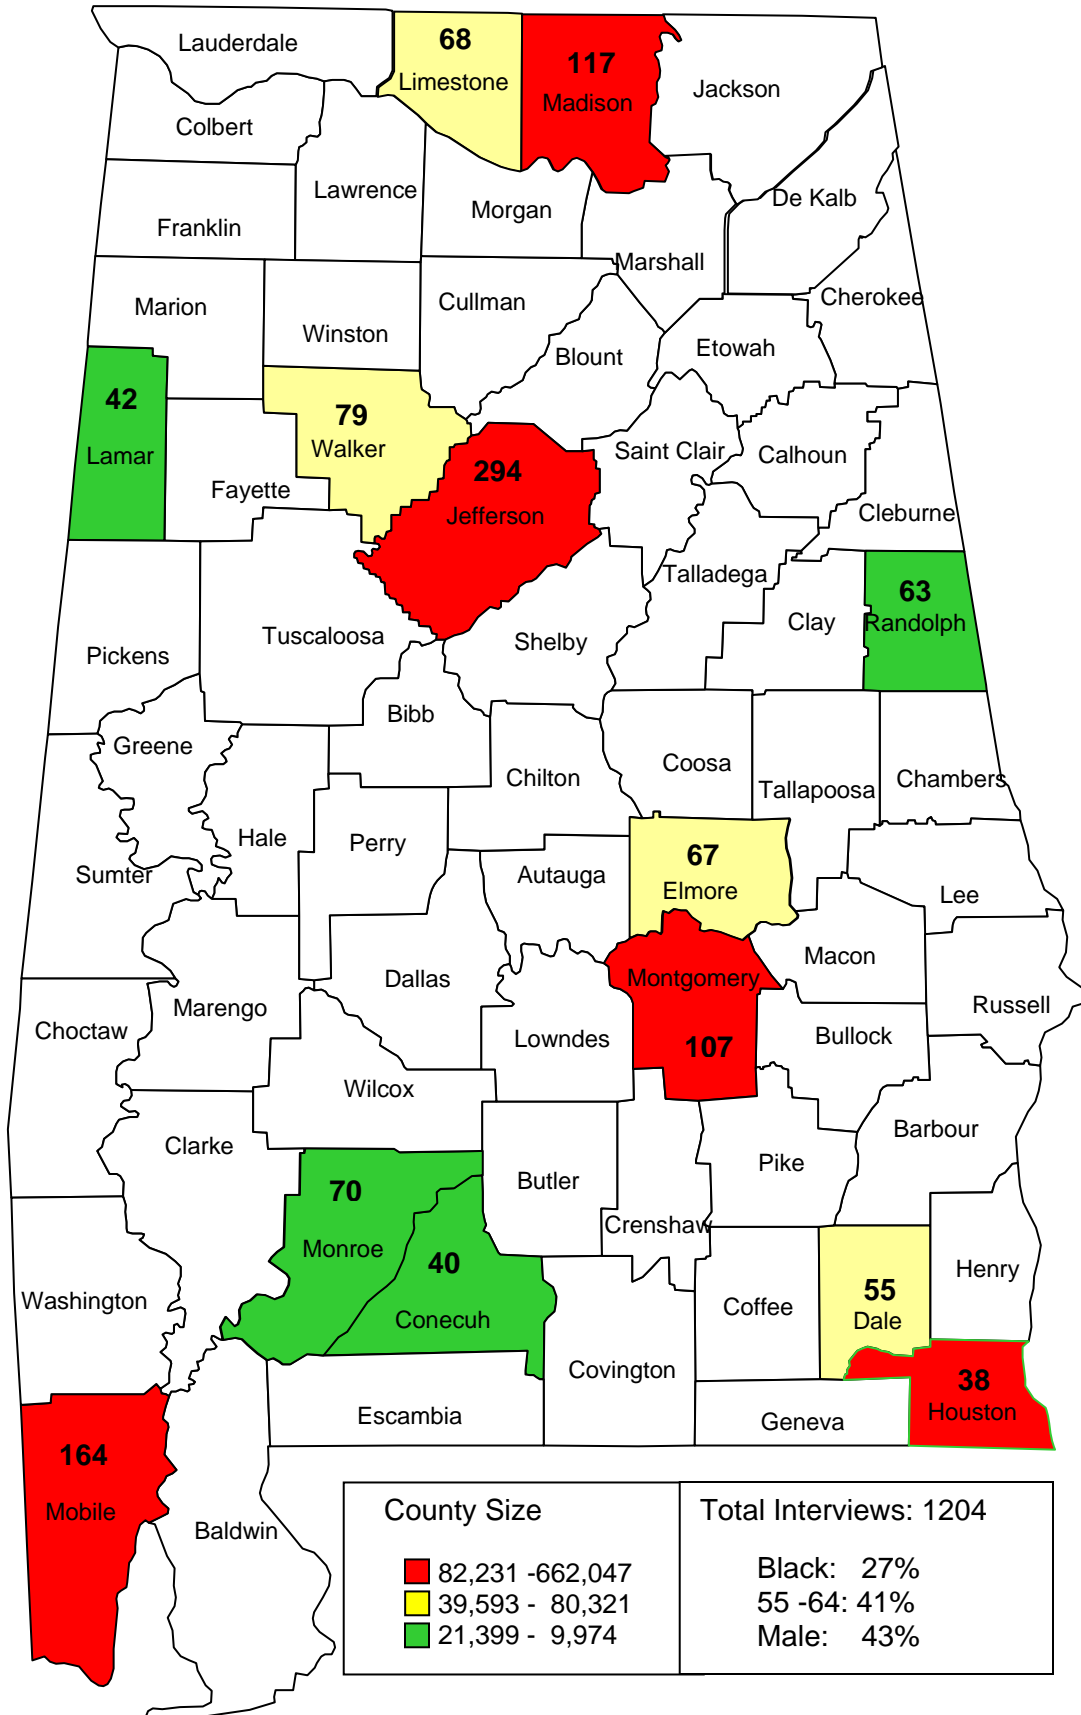 68
Lauderdale
117
Limestone
Madison
Jackson
Colbert
Lawrence
De Kalb
Morgan
Franklin
Marshall
Cherokee
Marion
Cullman
Winston
Blount
Etowah
42
79
Walker
Saint Clair
Calhoun
Lamar
294
Fayette
Jefferson
Cleburne
Talladega
63
Randolph
Clay
Tuscaloosa
Shelby
Pickens
Bibb
Greene
Coosa
Chilton
Chambers
Tallapoosa
Hale
Perry
67
Sumter
Autauga
Elmore
Lee
Macon
Dallas
Montgomery
Marengo
Russell
Choctaw
Lowndes
107
Bullock
Wilcox
Barbour
Clarke
Pike
70
Butler
Crenshaw
Monroe
40
Henry
55
Washington
Conecuh
Coffee
Dale
Covington
38
Escambia
Houston
Geneva
164
Mobile
Baldwin
County Size
82,231 -662,047
39,593 - 80,321
21,399 - 9,974
Total Interviews: 1204
Black: 27%
55 -64: 41%
Male: 43%